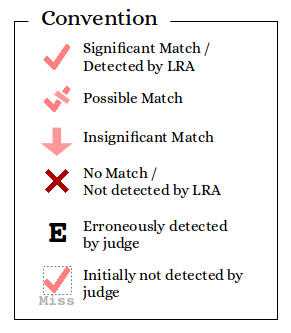 Convention
Significant Match /
Detected by LRA
Possible Match
Insignificant Match
No Match /
Not detected by LRA
E
Erroneously detected
by judge
Initially not detected by
judge
Miss